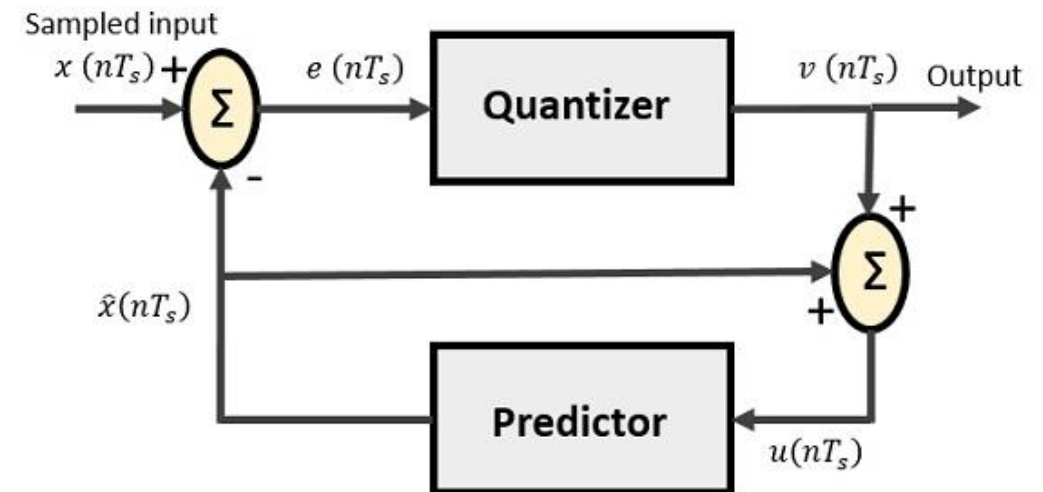 Sampled input
x (nTₛ) +
e (nTₛ)
v (nTₛ)
Output
Σ
Quantizer
-
+
Σ
+
x̂(nTₛ)
Predictor
u(nTₛ)